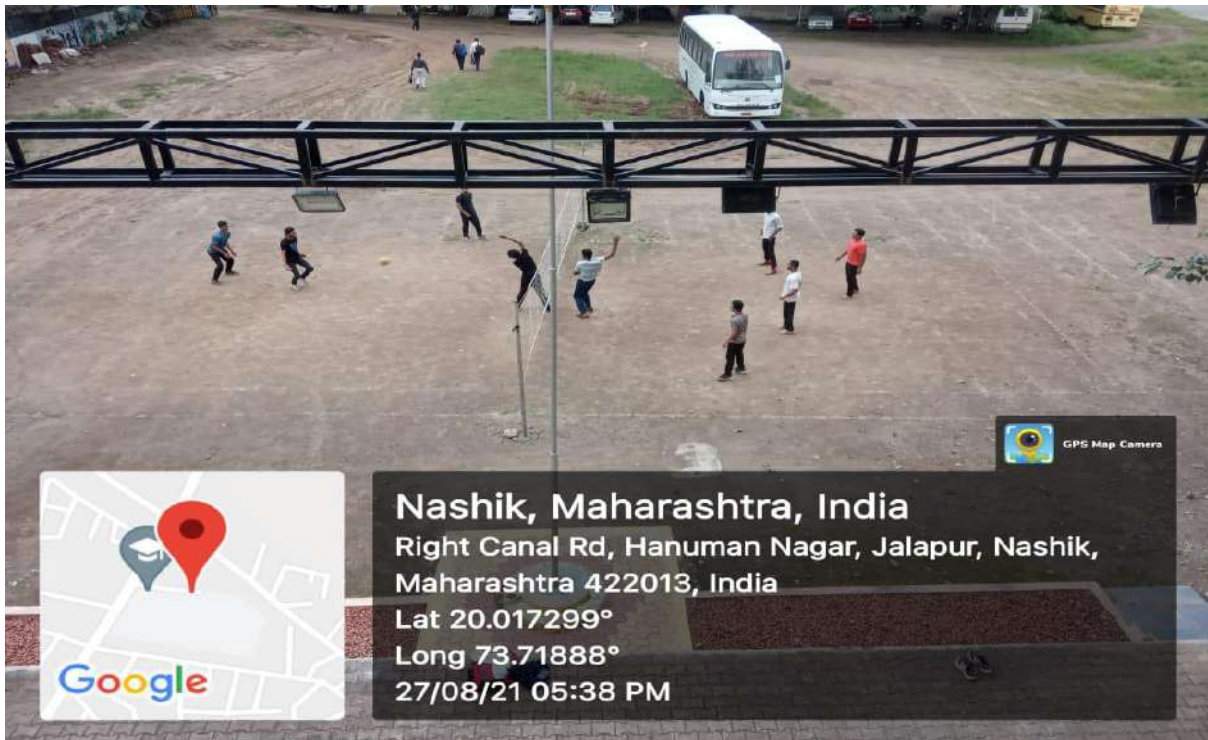 GPS Map Camera
Nashik, Maharashtra, India
Right Canal Rd, Hanuman Nagar, Jalapur, Nashik,
Maharashtra 422013, India
Lat 20.017299°
Long 73.71888°
27/08/21 05:38 PM
Google